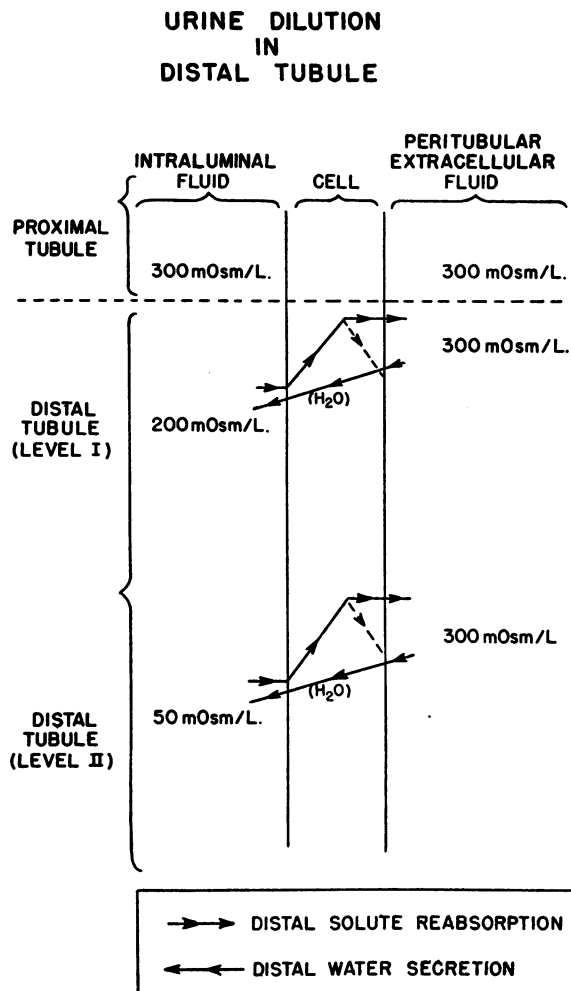 URINE DILUTION
IN
DISTAL TUBULE
INTRALUMINAL
FLUID
CELL
PERITUBULAR
EXTRACELLULAR
FLUID
PROXIMAL
TUBULE
300 mOsm/L.
300 mOsm/L.
300 mOsm/L.
(H₂O)
DISTAL
TUBULE
(LEVEL I)
200 mOsm/L.
300 mOsm/L
(H₂O)
DISTAL
TUBULE
(LEVEL II)
50 mOsm/L.
DISTAL SOLUTE REABSORPTION
DISTAL WATER SECRETION